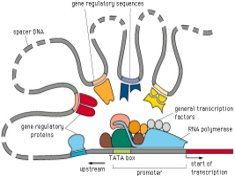 gene regulatory sequences
spacer DNA
general transcription
factors
RNA polymerase
gene regulatory
proteins
TATA box
start of
transcription
upstream
promoter